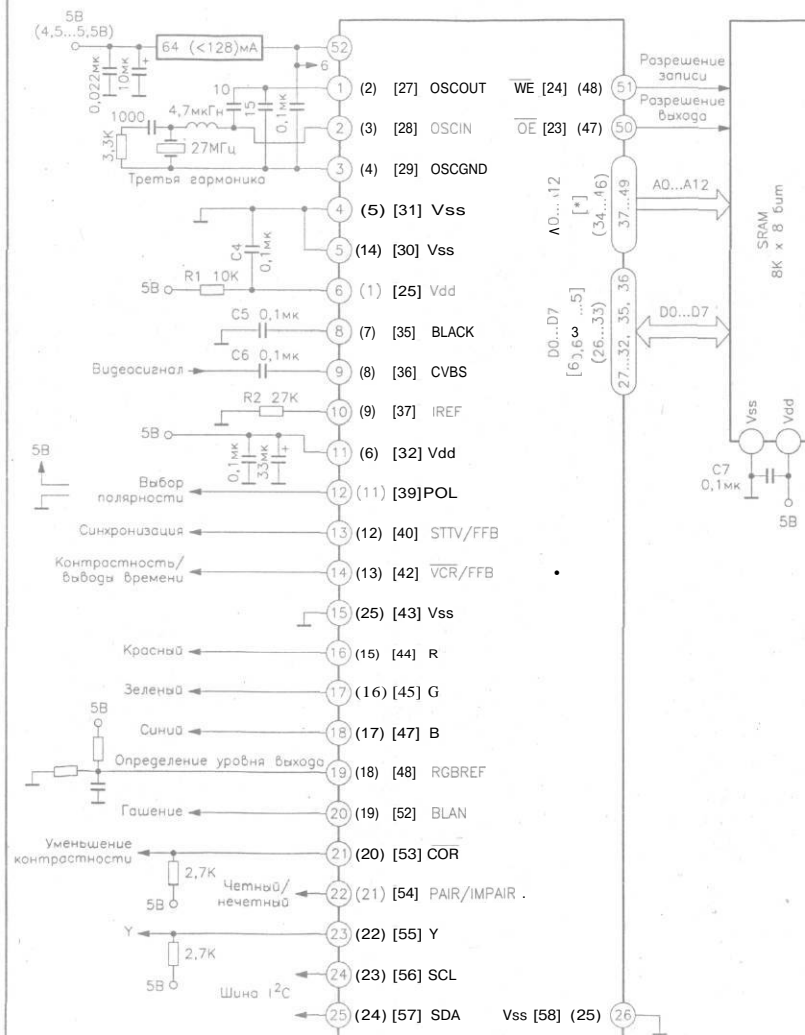 5В
(4,5...5,5В)
64 (<128)мА
52
6
0,022мк
10мк
+
10
15
0,1мк
1 (2) [27] OSCOUT
WE [24] (48) 51
Разрешение
записи
1000
4,7мкГн
3,3К
27МГц
2 (3) [28] OSCIN
OE [23] (47) 50
Разрешение
выхода
Третья гармоника
3 (4) [29] OSCGND
A0...A12
[*]
(34...46)
37...49
A0...A12
4 (5) [31] Vss
C4
0,1мк
5 (14) [30] Vss
SRAM
8K x 8 бит
5В
R1 10К
6 (1) [25] Vdd
C5 0,1мк
8 (7) [35] BLACK
D0...D7
(26...33)
27...32, 35, 36
D0...D7
Видеосигнал
C6 0,1мк
9 (8) [36] CVBS
R2 27К
10 (9) [37] IREF
Vss
Vdd
5В
5В
0,1мк
33мк
+
11 (6) [32] Vdd
C7
0,1мк
5В
Выбор
полярности
12 (11) [39] POL
Синхронизация
13 (12) [40] STTV/FFB
Контрастность/
выводы времени
14 (13) [42] VCR/FFB
15 (25) [43] Vss
Красный
16 (15) [44] R
Зеленый
17 (16) [45] G
5В
Синий
18 (17) [47] B
Определение уровня выхода
19 (18) [48] RGBREF
Гашение
20 (19) [52] BLAN
Уменьшение
контрастности
21 (20) [53] COR
2,7К
5В
Четный/
нечетный
22 (21) [54] PAIR/IMPAIR .
Y
23 (22) [55] Y
2,7К
5В
24 (23) [56] SCL
Шина I²C
25 (24) [57] SDA
Vss [58] (25) 26